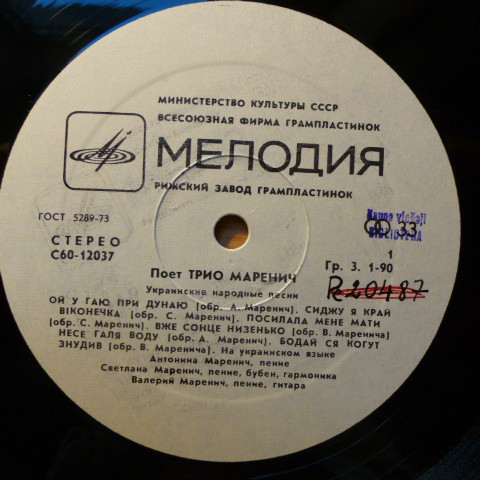 МИНИСТЕРСТВО КУЛЬТУРЫ СССР
ВСЕСОЮЗНАЯ ФИРМА ГРАМПЛАСТИНОК
МЕЛОДИЯ
РИЖСКИЙ ЗАВОД ГРАМПЛАСТИНОК
ГОСТ 5289-73
СТЕРЕО
С60-12037
33
1
Гр. 3. 1-90
R20487
Поет ТРИО МАРЕНИЧ
Украинские народные песни
ОЙ У ГАЮ ПРИ ДУНАЮ (обр. А. Маренич). СИДЖУ Я КРАЙ
ВІКОНЕЧКА (обр. С. Маренич). ПОСИЛАЛА МЕНЕ МАТИ
(обр. С. Маренич). ВЖЕ СОНЦЕ НИЗЕНЬКО (обр. В. Маренича)
НЕСЕ ГАЛЯ ВОДУ (обр. А. Маренич). БОДАЙ СЯ КОГУТ
ЗНУДИВ (обр. В. Маренича). На украинском языке
Антонина Маренич, пение
Светлана Маренич, пение, бубен, гармоника
Валерий Маренич, пение, гитара